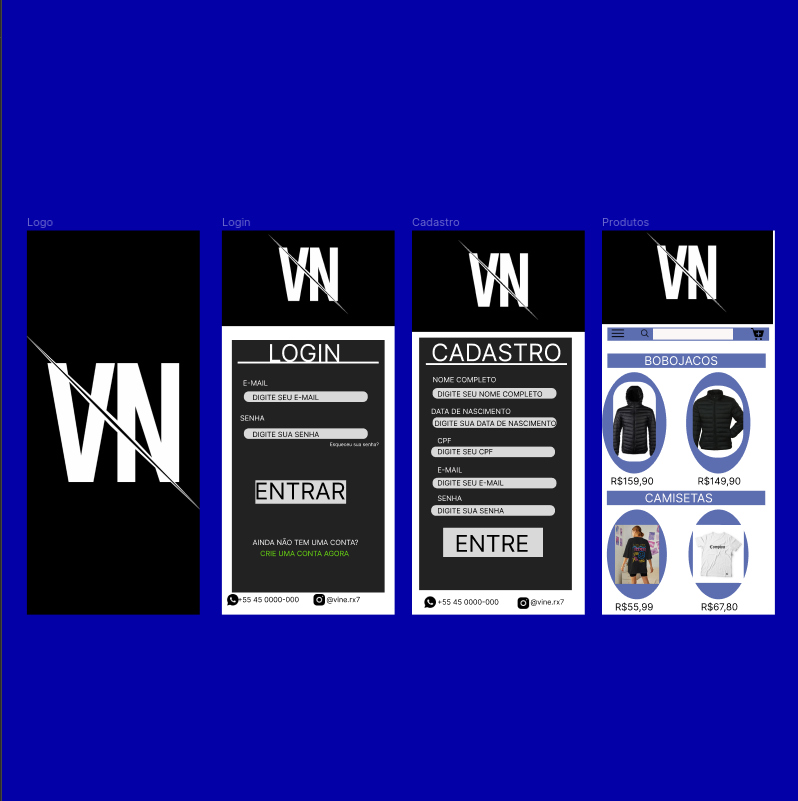 Logo
VN
Login
VN
LOGIN
E-MAIL
DIGITE SEU E-MAIL
SENHA
DIGITE SUA SENHA
Esqueceu sua senha?
ENTRAR
AINDA NÃO TEM UMA CONTA?
CRIE UMA CONTA AGORA
+55 45 0000-000
@vine.rx7
Cadastro
VN
CADASTRO
NOME COMPLETO
DIGITE SEU NOME COMPLETO
DATA DE NASCIMENTO
DIGITE SUA DATA DE NASCIMENTO
CPF
DIGITE SEU CPF
E-MAIL
DIGITE SEU E-MAIL
SENHA
DIGITE SUA SENHA
ENTRE
+55 45 0000-000
@vine.rx7
Produtos
VN
BOBOJACOS
R$159,90
R$149,90
CAMISETAS
R$55,99
R$67,80